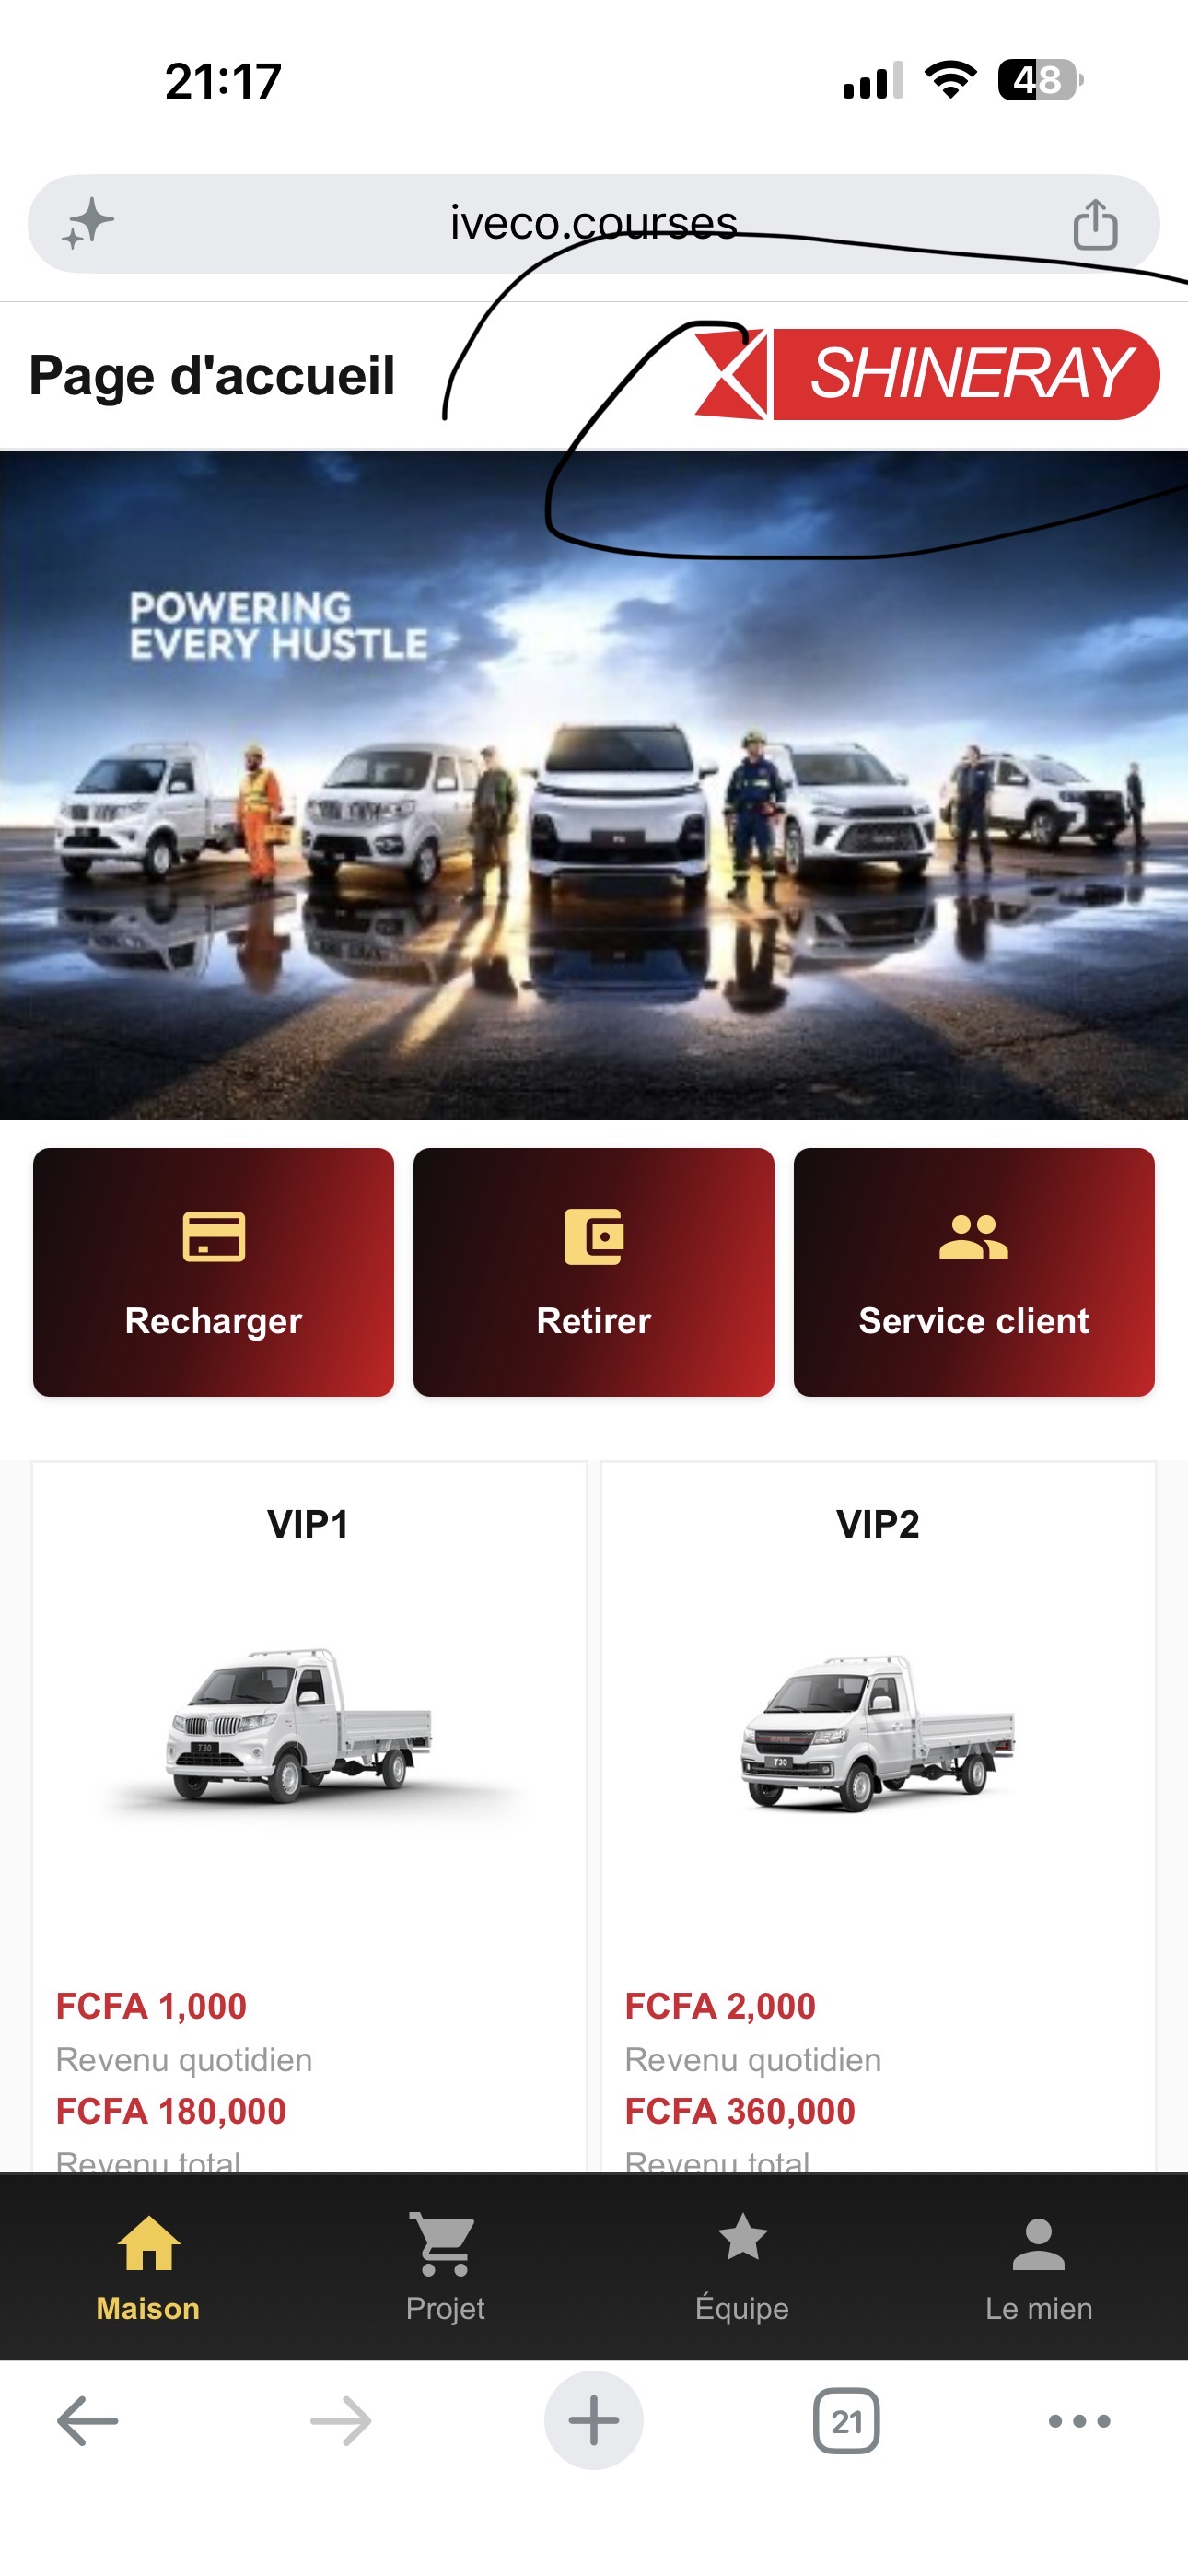 21:17
48
iveco.courses
Page d'accueil
SHINERAY
POWERING
EVERY HUSTLE
Recharger
Retirer
Service client
VIP1
VIP2
T30
T30
FCFA 1,000
FCFA 2,000
Revenu quotidien
Revenu quotidien
FCFA 180,000
FCFA 360,000
Revenu total
Revenu total
Maison
Projet
Équipe
Le mien
21